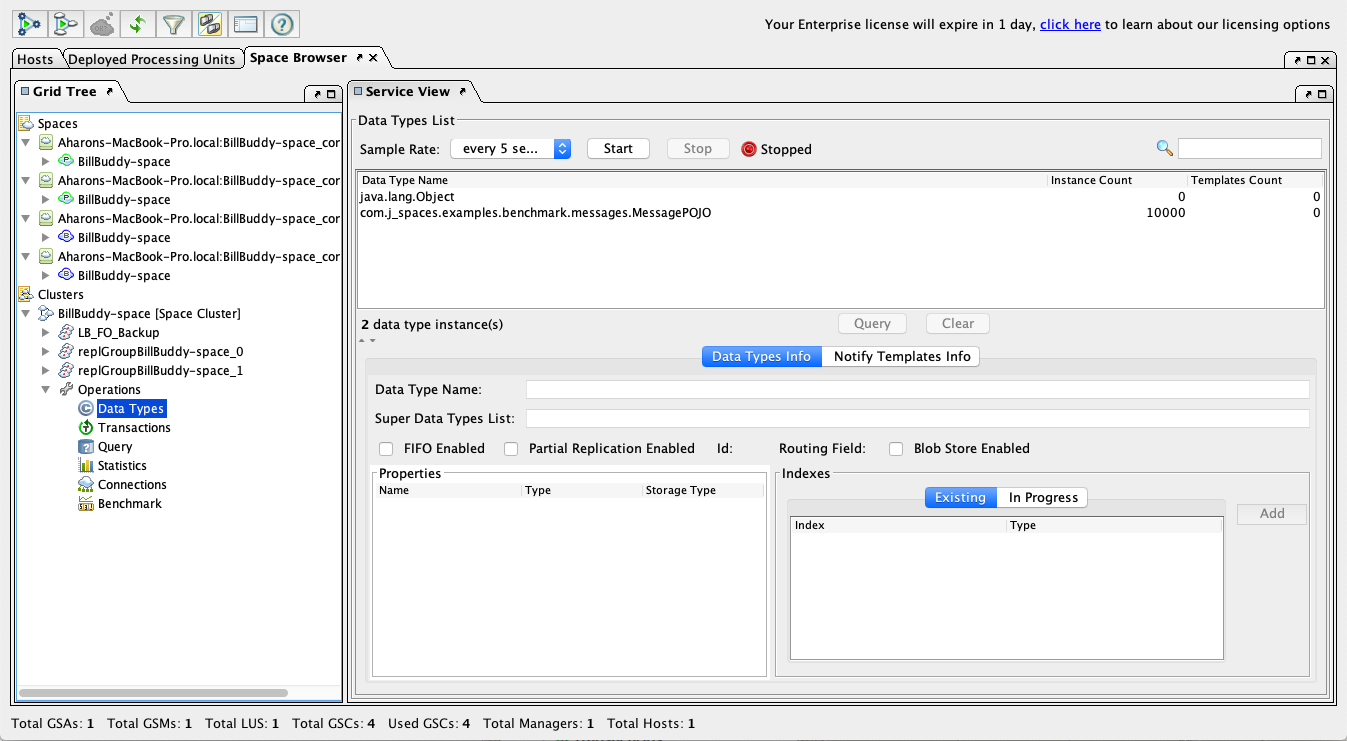 Your Enterprise license will expire in 1 day, click here to learn about our licensing options
Hosts Deployed Processing Units Space Browser
Grid Tree
Spaces
Aharons-MacBook-Pro.local:BillBuddy-space_cor
BillBuddy-space
Aharons-MacBook-Pro.local:BillBuddy-space_cor
BillBuddy-space
Aharons-MacBook-Pro.local:BillBuddy-space_cor
BillBuddy-space
Aharons-MacBook-Pro.local:BillBuddy-space_cor
BillBuddy-space
Clusters
BillBuddy-space [Space Cluster]
LB_FO_Backup
replGroupBillBuddy-space_0
replGroupBillBuddy-space_1
Operations
Data Types
Transactions
Query
Statistics
Connections
Benchmark
Service View
Data Types List
Sample Rate: every 5 se... Start Stop Stopped
Data Type Name Instance Count Templates Count
java.lang.Object 0 0
com.j_spaces.examples.benchmark.messages.MessagePOJO 10000 0
2 data type instance(s) Query Clear
Data Types Info Notify Templates Info
Data Type Name:
Super Data Types List:
FIFO Enabled Partial Replication Enabled Id: Routing Field: Blob Store Enabled
Properties
Name Type Storage Type
Indexes
Existing In Progress
Add
Index Type
Total GSAs: 1 Total GSMs: 1 Total LUS: 1 Total GSCs: 4 Used GSCs: 4 Total Managers: 1 Total Hosts: 1